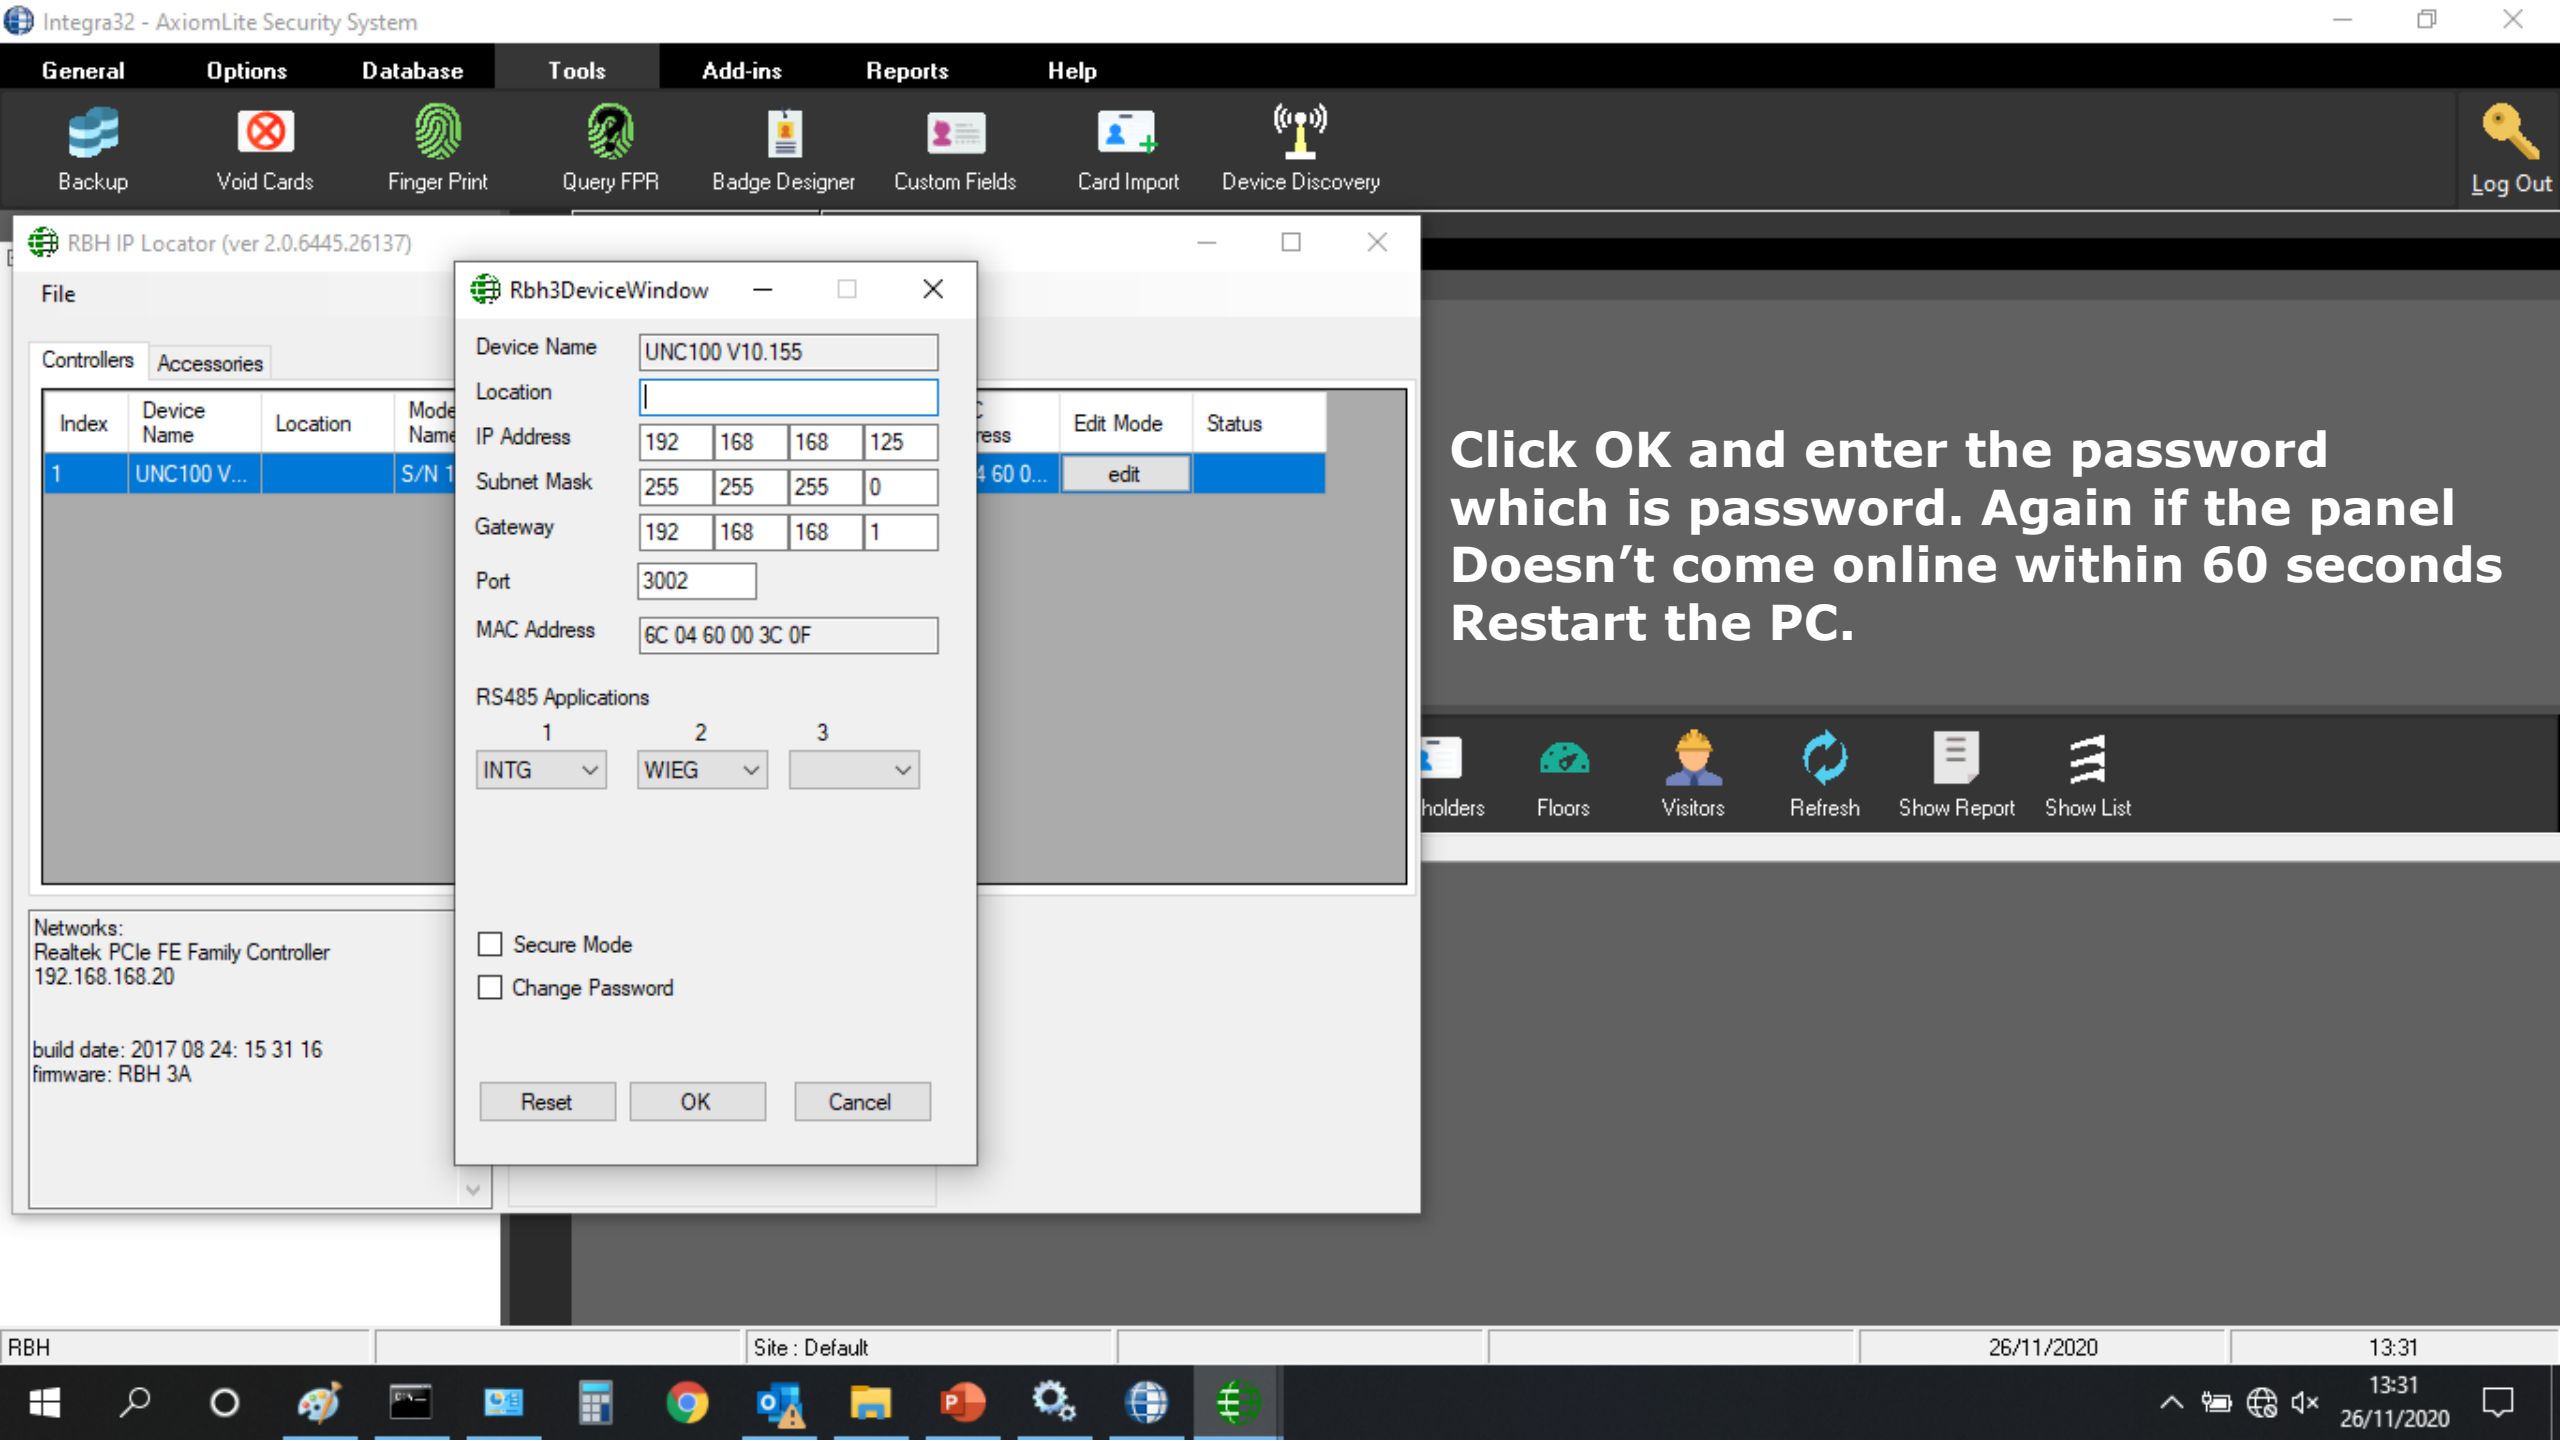 Integra32 - AxiomLite Security System
General Options Database Tools Add-ins Reports Help
Backup Void Cards Finger Print Query FPR Badge Designer Custom Fields Card Import Device Discovery Log Out
RBH IP Locator (ver 2.0.6445.26137)
File
Controllers Accessories
Index Device Name Location Mode Name ress Edit Mode Status
1 UNC100 V... S/N 1 4 60 0... edit
Rbh3DeviceWindow
Device Name UNC100 V10.155
Location
IP Address 192 168 168 125
Subnet Mask 255 255 255 0
Gateway 192 168 168 1
Port 3002
MAC Address 6C 04 60 00 3C 0F
RS485 Applications
1 2 3
INTG WIEG
Secure Mode
Change Password
Reset OK Cancel
Networks:
Realtek PCIe FE Family Controller
192.168.168.20
build date: 2017 08 24: 15 31 16
firmware: RBH 3A
Click OK and enter the password
which is password. Again if the panel
Doesn’t come online within 60 seconds
Restart the PC.
holders Floors Visitors Refresh Show Report Show List
RBH Site : Default 26/11/2020 13:31
13:31
26/11/2020